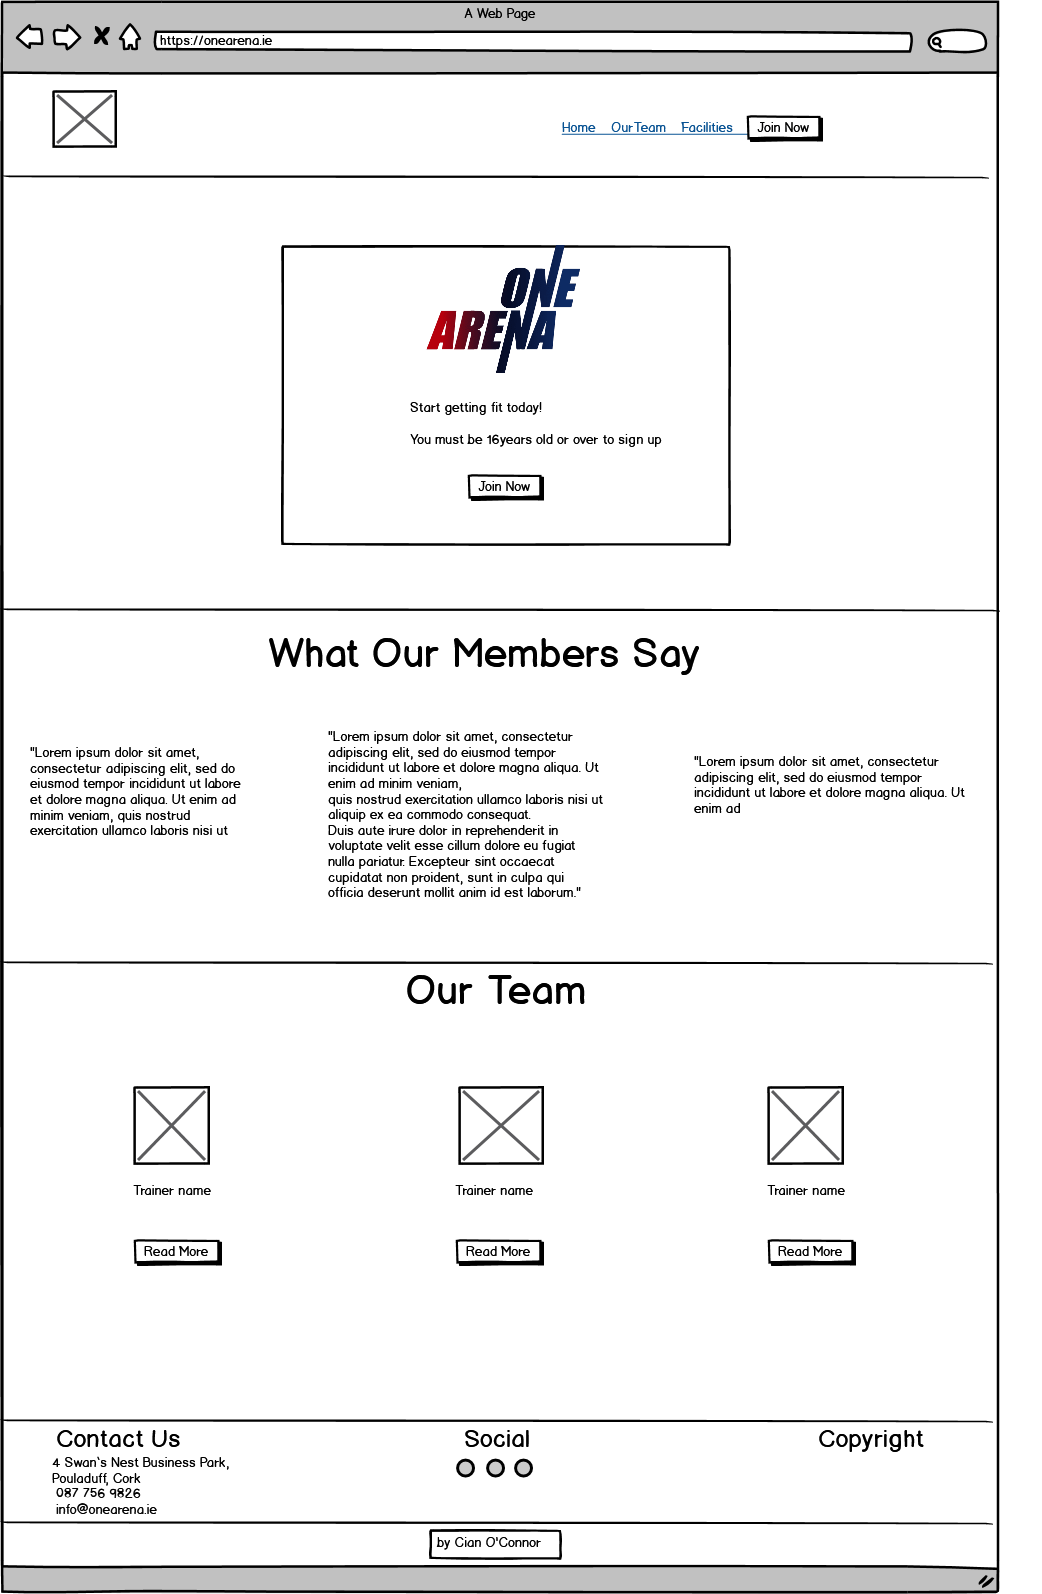 A Web Page
https://onearena.ie
Home OurTeam Facilities Join Now
ONE
ARENA
Start getting fit today!
You must be 16years old or over to sign up
Join Now
What Our Members Say
"Lorem ipsum dolor sit amet,
consectetur adipiscing elit, sed do
eiusmod tempor incididunt ut labore
et dolore magna aliqua. Ut enim ad
minim veniam, quis nostrud
exercitation ullamco laboris nisi ut
"Lorem ipsum dolor sit amet, consectetur
adipiscing elit, sed do eiusmod tempor
incididunt ut labore et dolore magna aliqua. Ut
enim ad minim veniam,
quis nostrud exercitation ullamco laboris nisi ut
aliquip ex ea commodo consequat.
Duis aute irure dolor in reprehenderit in
voluptate velit esse cillum dolore eu fugiat
nulla pariatur. Excepteur sint occaecat
cupidatat non proident, sunt in culpa qui
officia deserunt mollit anim id est laborum."
"Lorem ipsum dolor sit amet, consectetur
adipiscing elit, sed do eiusmod tempor
incididunt ut labore et dolore magna aliqua. Ut
enim ad
Our Team
Trainer name
Read More
Trainer name
Read More
Trainer name
Read More
Contact Us
4 Swan`s Nest Business Park,
Pouladuff, Cork
087 756 9826
info@onearena.ie
Social
Copyright
by Cian O'Connor